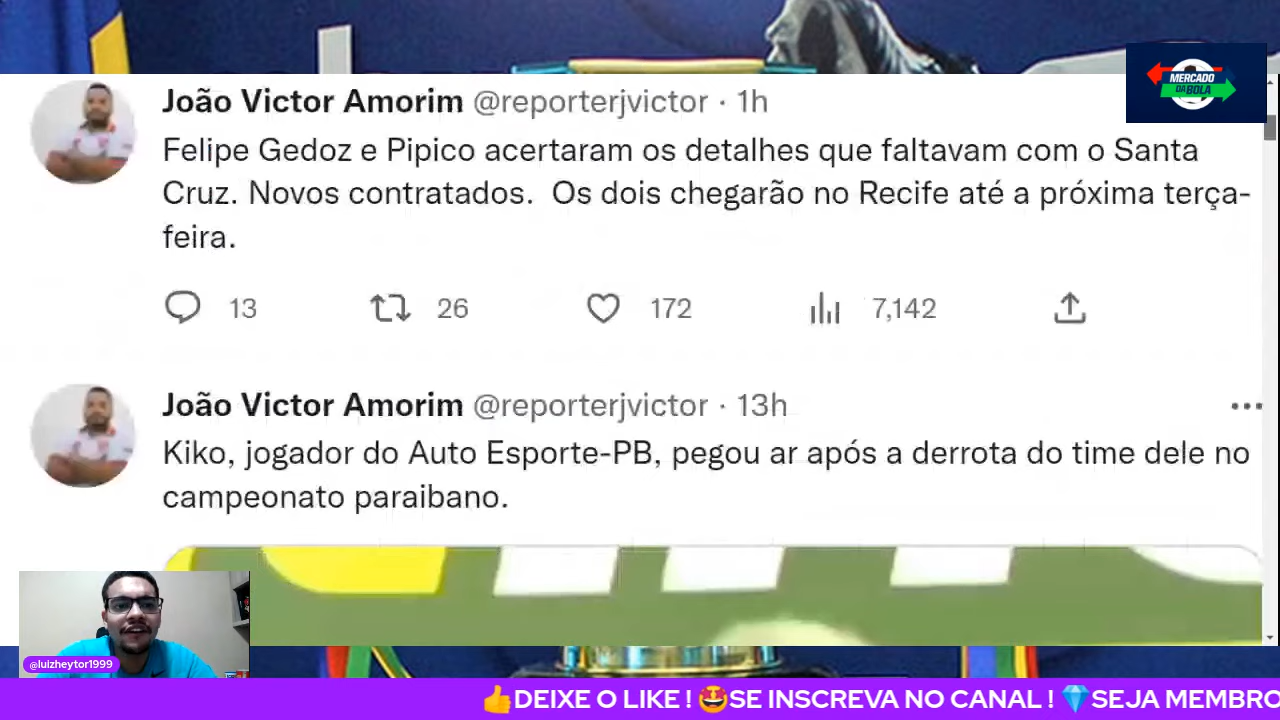 MERCADO
DA BOLA
João Victor Amorim @reporterjvictor · 1h
Felipe Gedoz e Pipico acertaram os detalhes que faltavam com o Santa
Cruz. Novos contratados.  Os dois chegarão no Recife até a próxima terça-
feira.
13 26 172 7,142
João Victor Amorim @reporterjvictor · 13h
Kiko, jogador do Auto Esporte-PB, pegou ar após a derrota do time dele no
campeonato paraibano.
@luizheytor1999
👍DEIXE O LIKE ! 🤩SE INSCREVA NO CANAL ! 💎SEJA MEMBRO